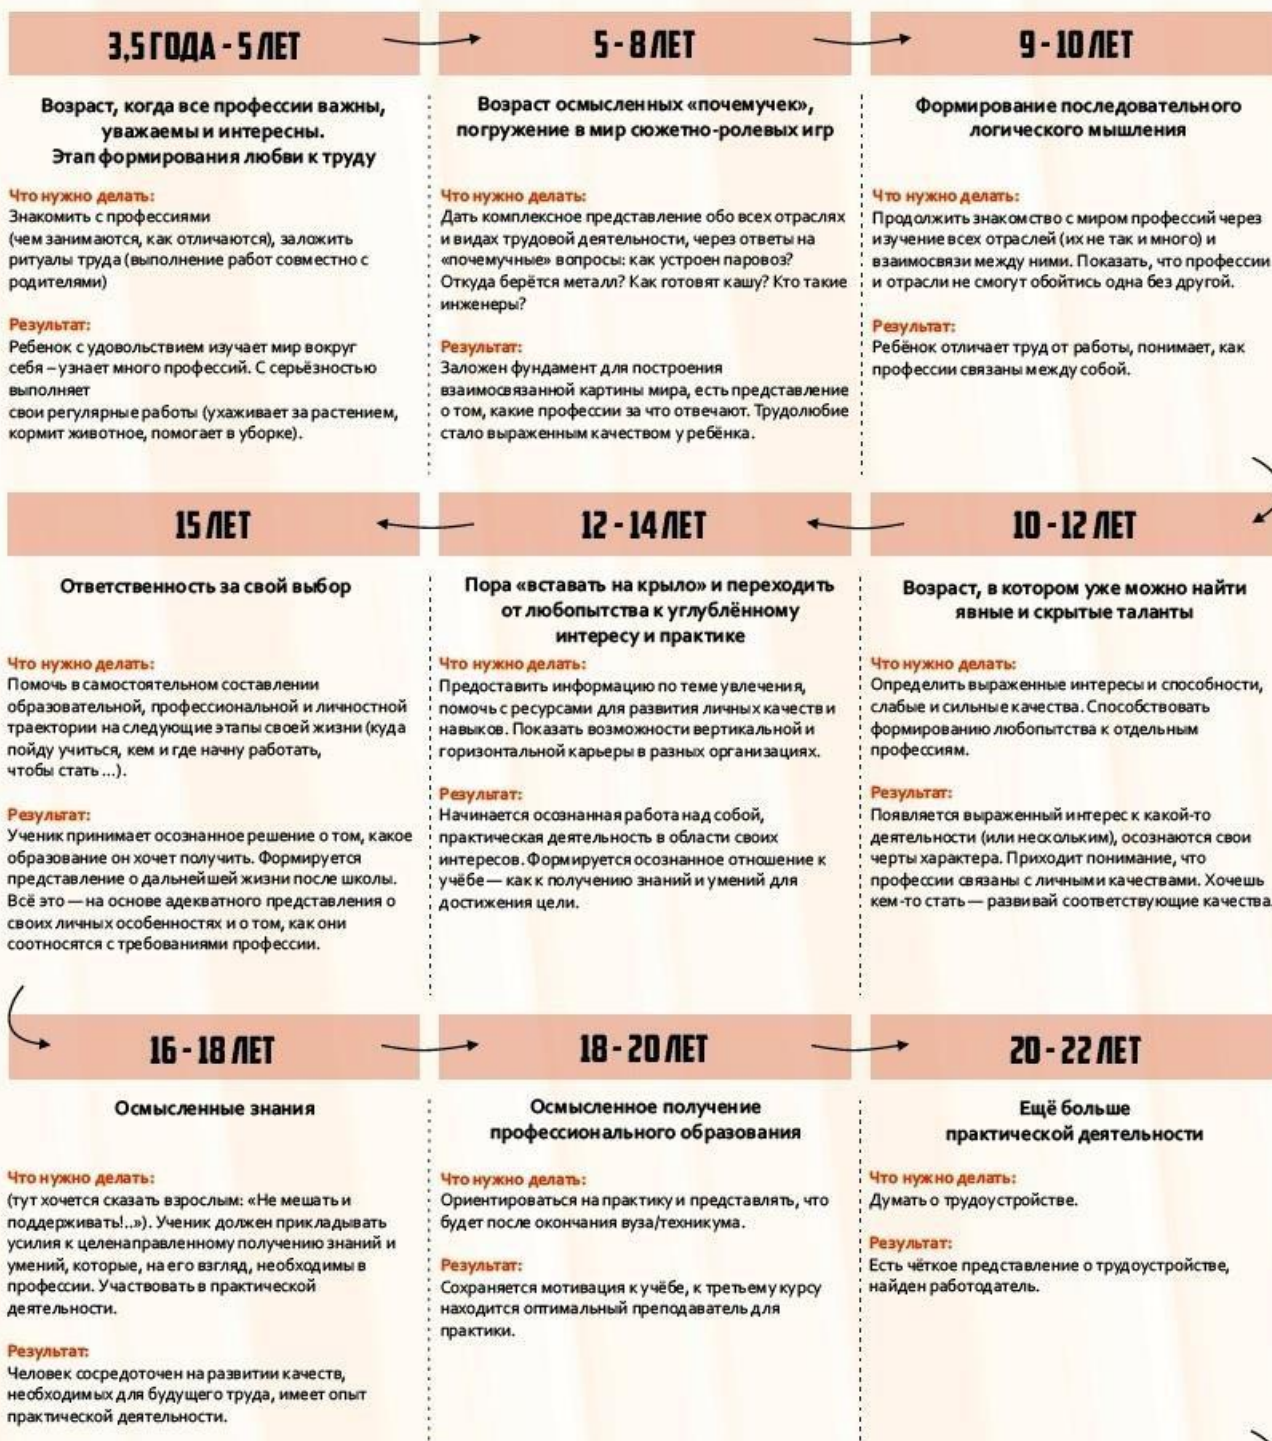 3,5 ГОДА - 5 ЛЕТ
Возраст, когда все профессии важны,
уважаемы и интересны.
Этап формирования любви к труду
Что нужно делать:
Знакомить с профессиями
(чем занимаются, как отличаются), заложить
ритуалы труда (выполнение работ совместно с
родителями)
Результат:
Ребенок с удовольствием изучает мир вокруг
себя – узнает много профессий. С серьёзностью
выполняет
свои регулярные работы (ухаживает за растением,
кормит животное, помогает в уборке).
5 - 8 ЛЕТ
Возраст осмысленных «почемучек»,
погружение в мир сюжетно-ролевых игр
Что нужно делать:
Дать комплексное представление обо всех отраслях
и видах трудовой деятельности, через ответы на
«почемучные» вопросы: как устроен паровоз?
Откуда берётся металл? Как готовят кашу? Кто такие
инженеры?
Результат:
Заложен фундамент для построения
взаимосвязанной картины мира, есть представление
о том, какие профессии за что отвечают. Трудолюбие
стало выраженным качеством у ребёнка.
9 - 10 ЛЕТ
Формирование последовательного
логического мышления
Что нужно делать:
Продолжить знакомство с миром профессий через
изучение всех отраслей (их не так и много) и
взаимосвязи между ними. Показать, что профессии
и отрасли не смогут обойтись одна без другой.
Результат:
Ребёнок отличает труд от работы, понимает, как
профессии связаны между собой.
15 ЛЕТ
Ответственность за свой выбор
Что нужно делать:
Помочь в самостоятельном составлении
образовательной, профессиональной и личностной
траектории на следующие этапы своей жизни (куда
пойду учиться, кем и где начну работать,
чтобы стать ...).
Результат:
Ученик принимает осознанное решение о том, какое
образование он хочет получить. Формируется
представление о дальнейшей жизни после школы.
Всё это — на основе адекватного представления о
своих личных особенностях и о том, как они
соотносятся с требованиями профессии.
12 - 14 ЛЕТ
Пора «вставать на крыло» и переходить
от любопытства к углублённому
интересу и практике
Что нужно делать:
Предоставить информацию по теме увлечения,
помочь с ресурсами для развития личных качеств и
навыков. Показать возможности вертикальной и
горизонтальной карьеры в разных организациях.
Результат:
Начинается осознанная работа над собой,
практическая деятельность в области своих
интересов. Формируется осознанное отношение к
учёбе — как к получению знаний и умений для
достижения цели.
10 - 12 ЛЕТ
Возраст, в котором уже можно найти
явные и скрытые таланты
Что нужно делать:
Определить выраженные интересы и способности,
слабые и сильные качества. Способствовать
формированию любопытства к отдельным
профессиям.
Результат:
Появляется выраженный интерес к какой-то
деятельности (или нескольким), осознаются свои
черты характера. Приходит понимание, что
профессии связаны с личными качествами. Хочешь
кем-то стать — развивай соответствующие качества.
16 - 18 ЛЕТ
Осмысленные знания
Что нужно делать:
(тут хочется сказать взрослым: «Не мешать и
поддерживать!..»). Ученик должен прикладывать
усилия к целенаправленному получению знаний и
умений, которые, на его взгляд, необходимы в
профессии. Участвовать в практической
деятельности.
Результат:
Человек сосредоточен на развитии качеств,
необходимых для будущего труда, имеет опыт
практической деятельности.
18 - 20 ЛЕТ
Осмысленное получение
профессионального образования
Что нужно делать:
Ориентироваться на практику и представлять, что
будет после окончания вуза/техникума.
Результат:
Сохраняется мотивация к учёбе, к третьему курсу
находится оптимальный преподаватель для
практики.
20 - 22 ЛЕТ
Ещё больше
практической деятельности
Что нужно делать:
Думать о трудоустройстве.
Результат:
Есть чёткое представление о трудоустройстве,
найден работодатель.